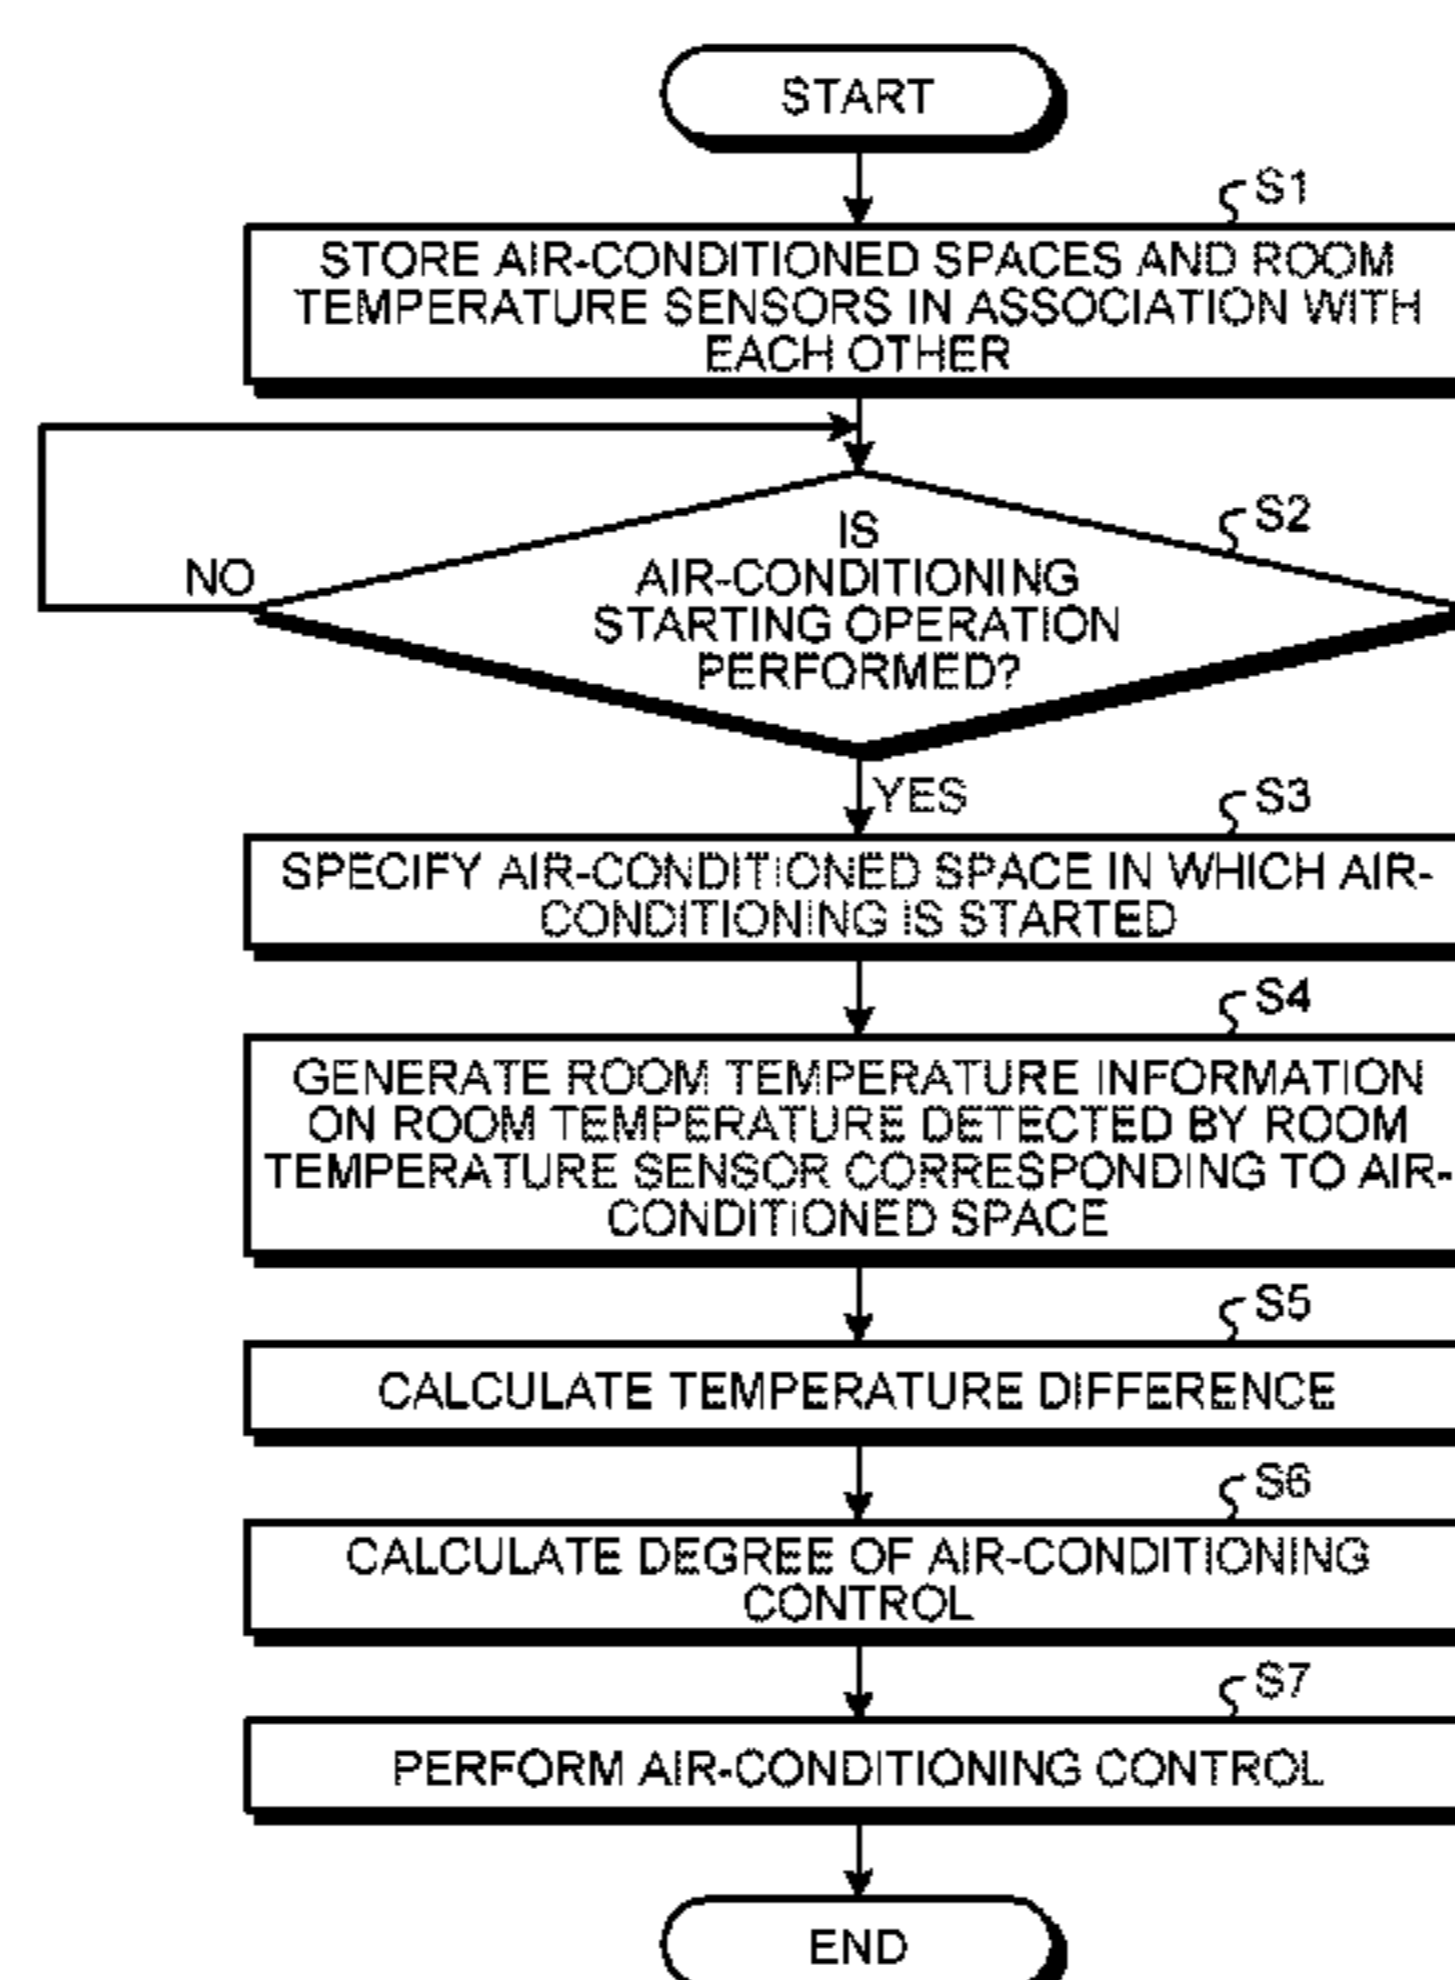 START
S1
STORE AIR-CONDITIONED SPACES AND ROOM
TEMPERATURE SENSORS IN ASSOCIATION WITH
EACH OTHER
S2
IS
AIR-CONDITIONING
STARTING OPERATION
PERFORMED?
NO
YES
S3
SPECIFY AIR-CONDITIONED SPACE IN WHICH AIR-
CONDITIONING IS STARTED
S4
GENERATE ROOM TEMPERATURE INFORMATION
ON ROOM TEMPERATURE DETECTED BY ROOM
TEMPERATURE SENSOR CORRESPONDING TO AIR-
CONDITIONED SPACE
S5
CALCULATE TEMPERATURE DIFFERENCE
S6
CALCULATE DEGREE OF AIR-CONDITIONING
CONTROL
S7
PERFORM AIR-CONDITIONING CONTROL
END